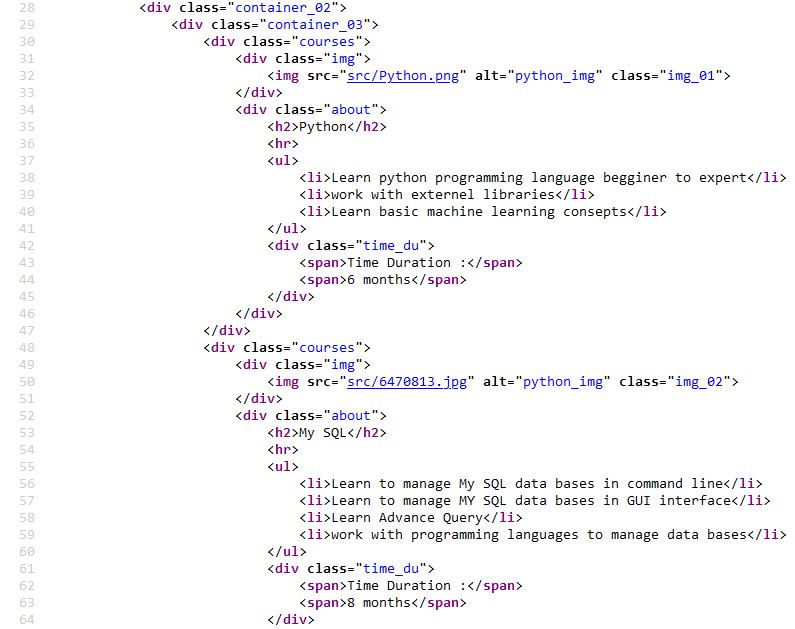 28 <div class="container_02">
29 <div class="container_03">
30 <div class="courses">
31 <div class="img">
32 <img src="src/Python.png" alt="python_img" class="img_01">
33 </div>
34 <div class="about">
35 <h2>Python</h2>
36 <hr>
37 <ul>
38 <li>Learn python programming language begginer to expert</li>
39 <li>work with externel libraries</li>
40 <li>Learn basic machine learning consepts</li>
41 </ul>
42 <div class="time_du">
43 <span>Time Duration :</span>
44 <span>6 months</span>
45 </div>
46 </div>
47 </div>
48 <div class="courses">
49 <div class="img">
50 <img src="src/6470813.jpg" alt="python_img" class="img_02">
51 </div>
52 <div class="about">
53 <h2>My SQL</h2>
54 <hr>
55 <ul>
56 <li>Learn to manage My SQL data bases in command line</li>
57 <li>Learn to manage MY SQL data bases in GUI interface</li>
58 <li>Learn Advance Query</li>
59 <li>work with programming languages to manage data bases</li>
60 </ul>
61 <div class="time_du">
62 <span>Time Duration :</span>
63 <span>8 months</span>
64 </div>